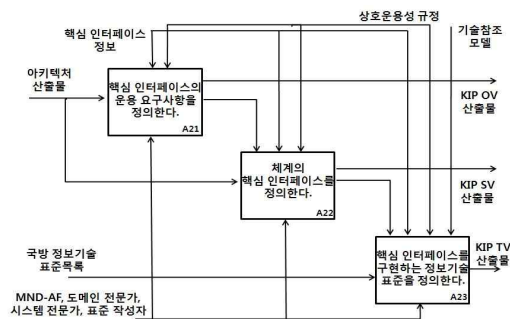 상호운용성 규정
핵심 인터페이스
정보
기술참조
모델
아키텍처
산출물
핵심 인터페이스의
운용 요구사항을
정의한다.
A21
KIP OV
산출물
체계의
핵심 인터페이스를
정의한다.
A22
KIP SV
산출물
국방 정보기술
표준목록
핵심 인터페이스를
구현하는 정보기술
표준을 정의한다.
A23
KIP TV
산출물
MND-AF, 도메인 전문가,
시스템 전문가, 표준 작성자